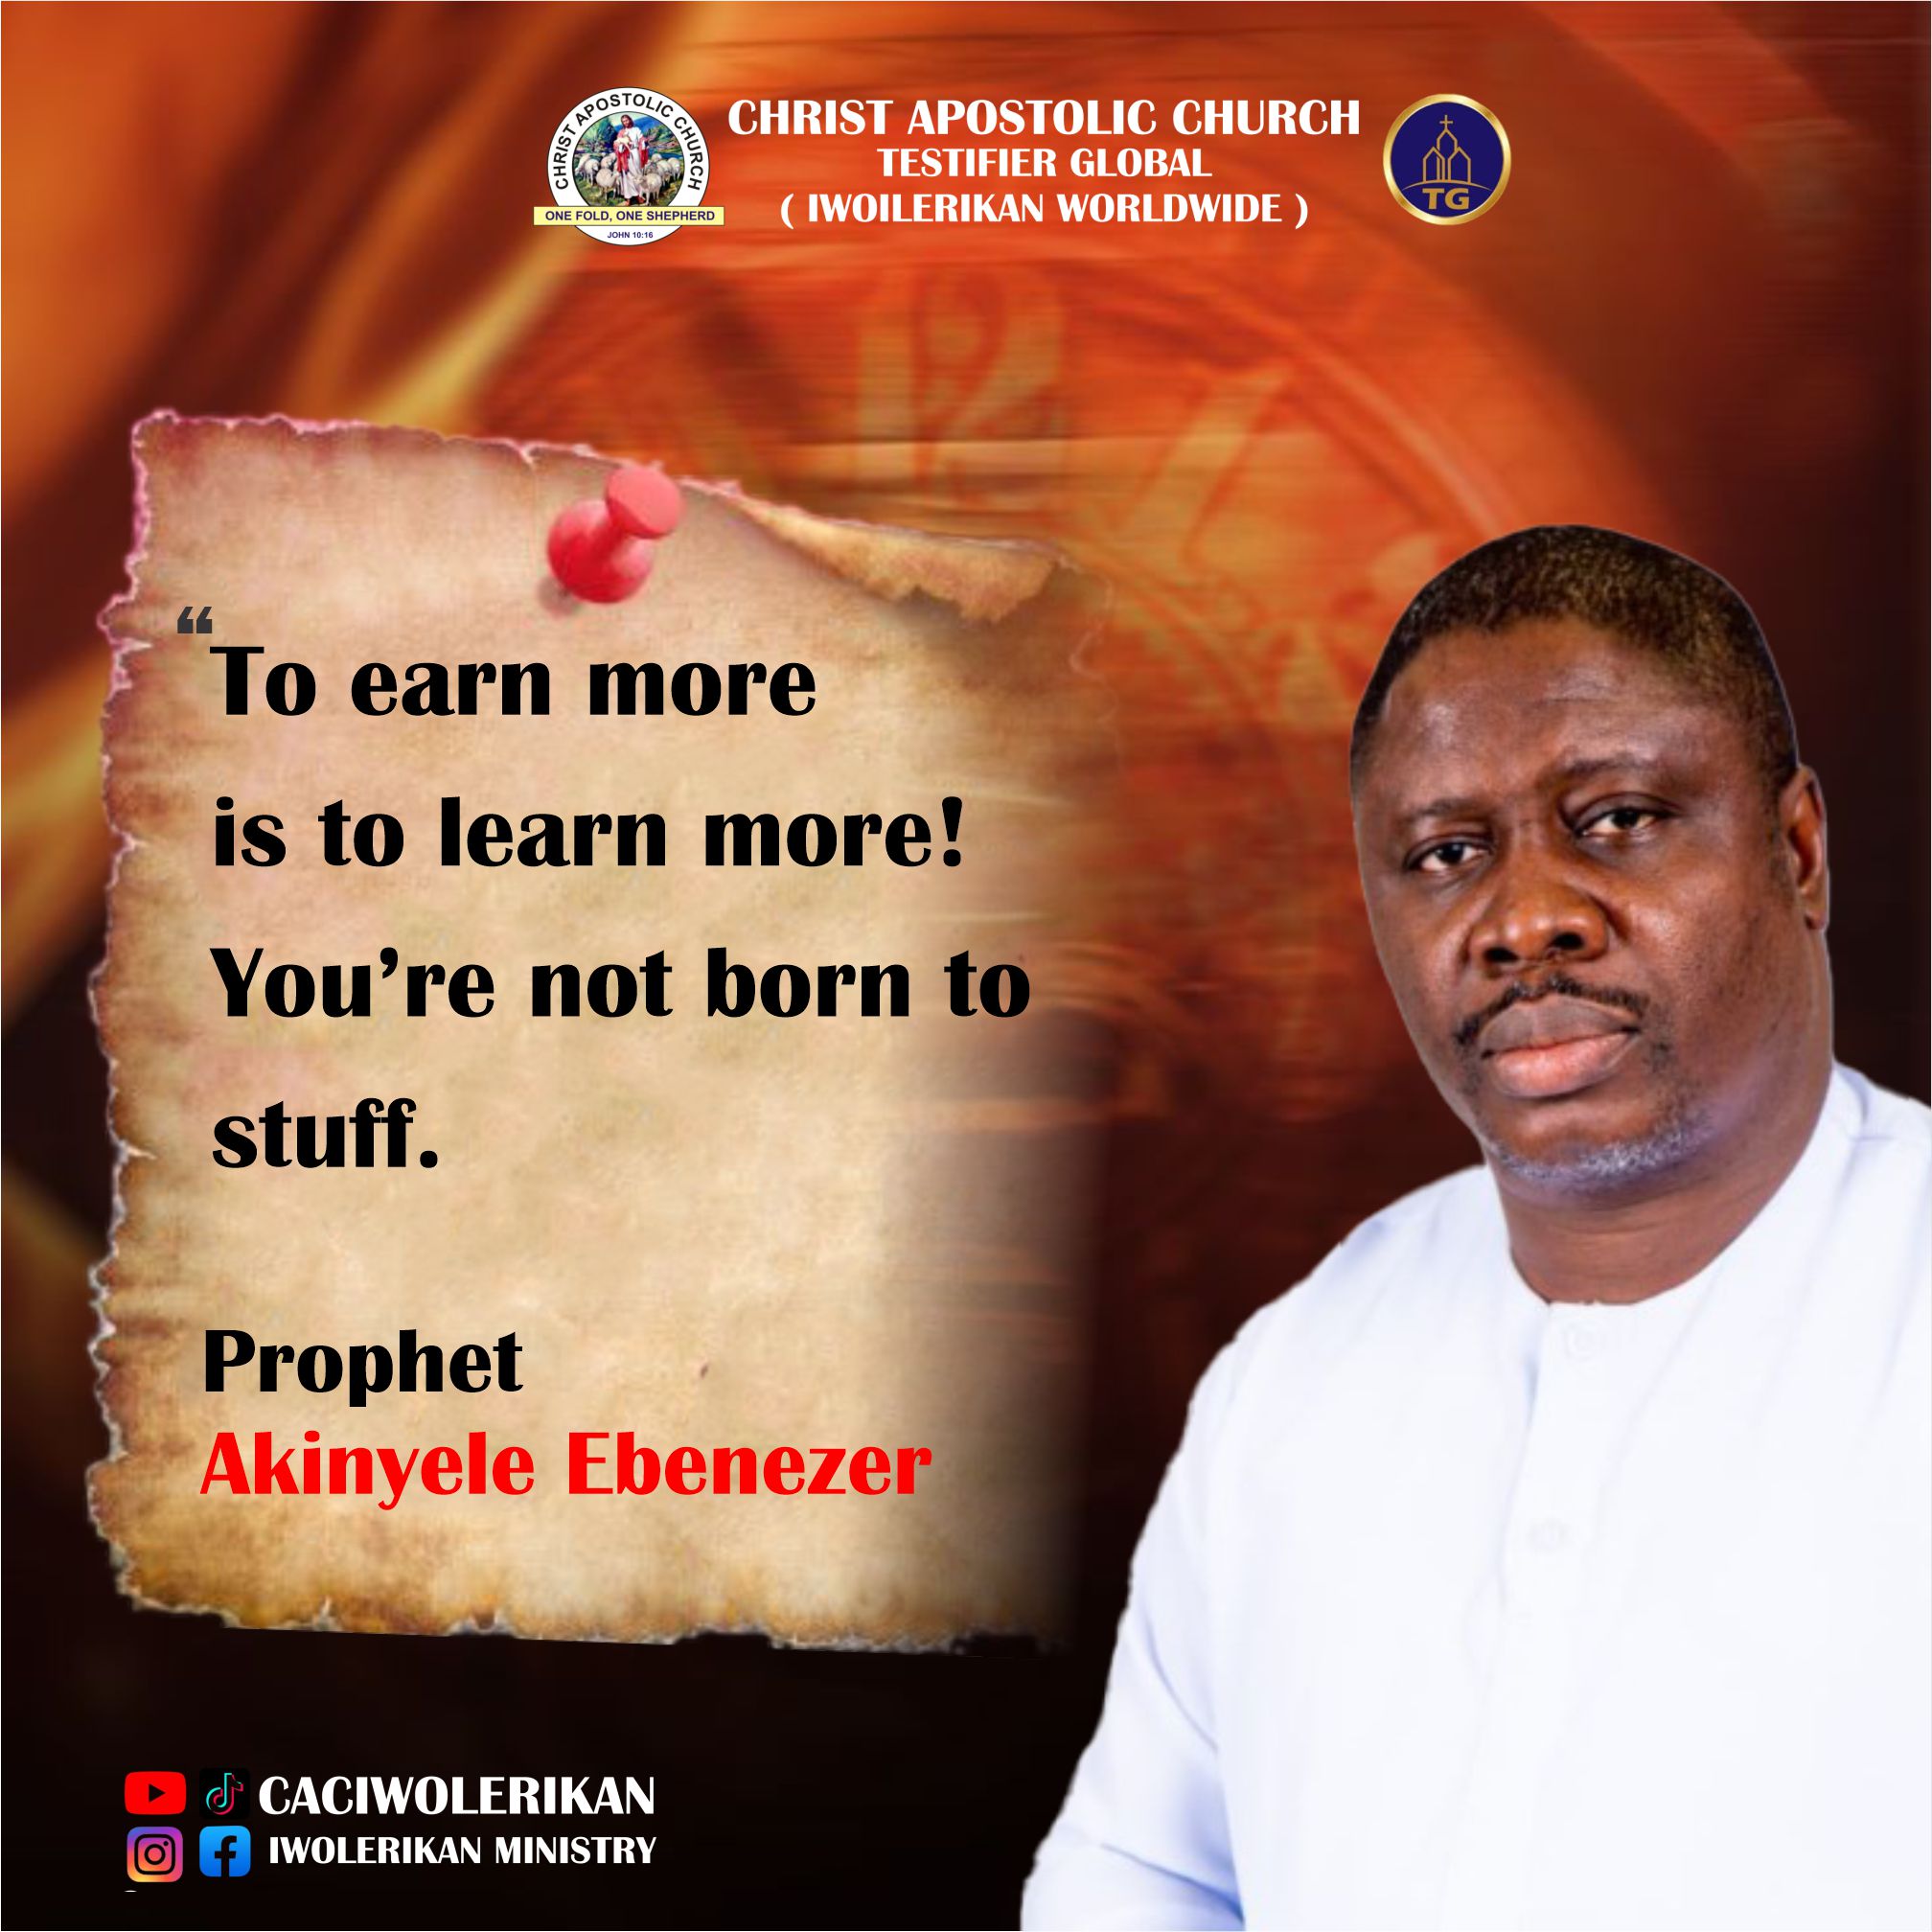 CHRIST APOSTOLIC CHURCH
ONE FOLD, ONE SHEPHERD
JOHN 10:16
CHRIST APOSTOLIC CHURCH
TESTIFIER GLOBAL
( IWOILERIKAN WORLDWIDE )
TG
“To earn more
is to learn more!
You’re not born to
stuff.
Prophet
Akinyele Ebenezer
CACIWOLERIKAN
IWOLERIKAN MINISTRY